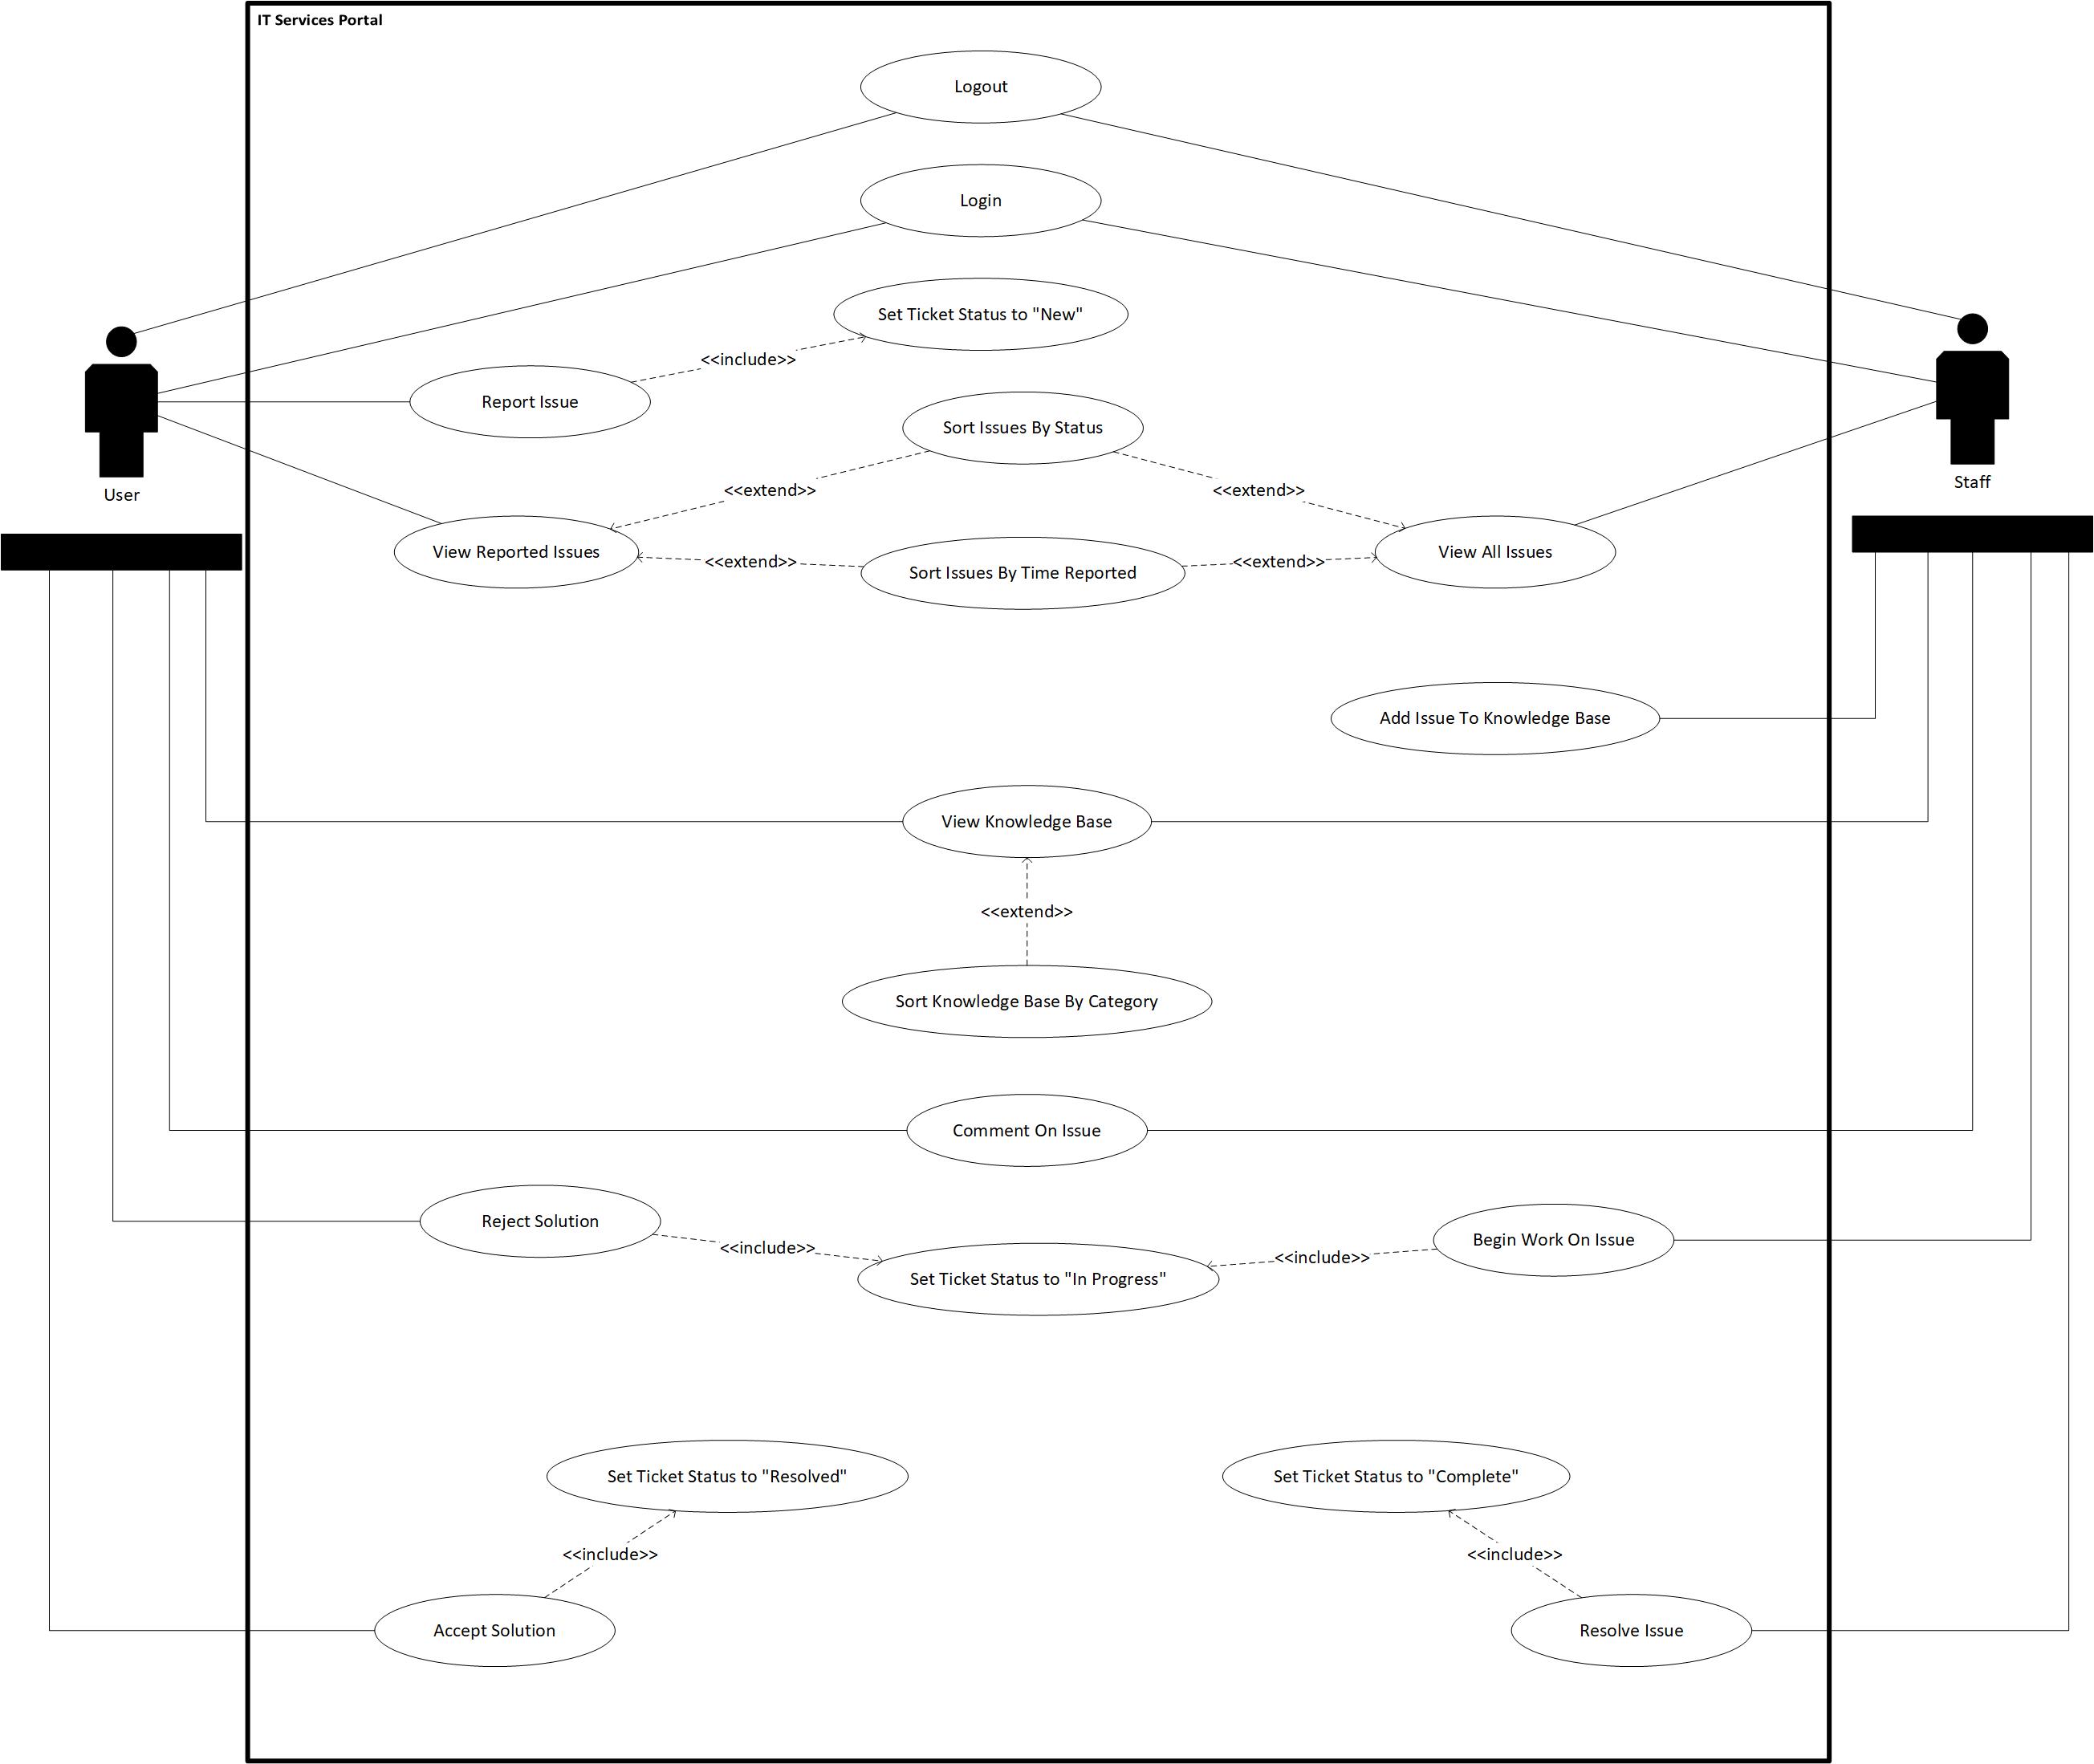 IT Services Portal
Logout
Login
Set Ticket Status to "New"
<<include>>
Report Issue
Sort Issues By Status
User
Staff
<<extend>>
<<extend>>
View Reported Issues
<<extend>>
Sort Issues By Time Reported
<<extend>>
View All Issues
Add Issue To Knowledge Base
View Knowledge Base
<<extend>>
Sort Knowledge Base By Category
Comment On Issue
Reject Solution
<<include>>
Set Ticket Status to "In Progress"
<<include>>
Begin Work On Issue
Set Ticket Status to "Resolved"
Set Ticket Status to "Complete"
<<include>>
<<include>>
Accept Solution
Resolve Issue